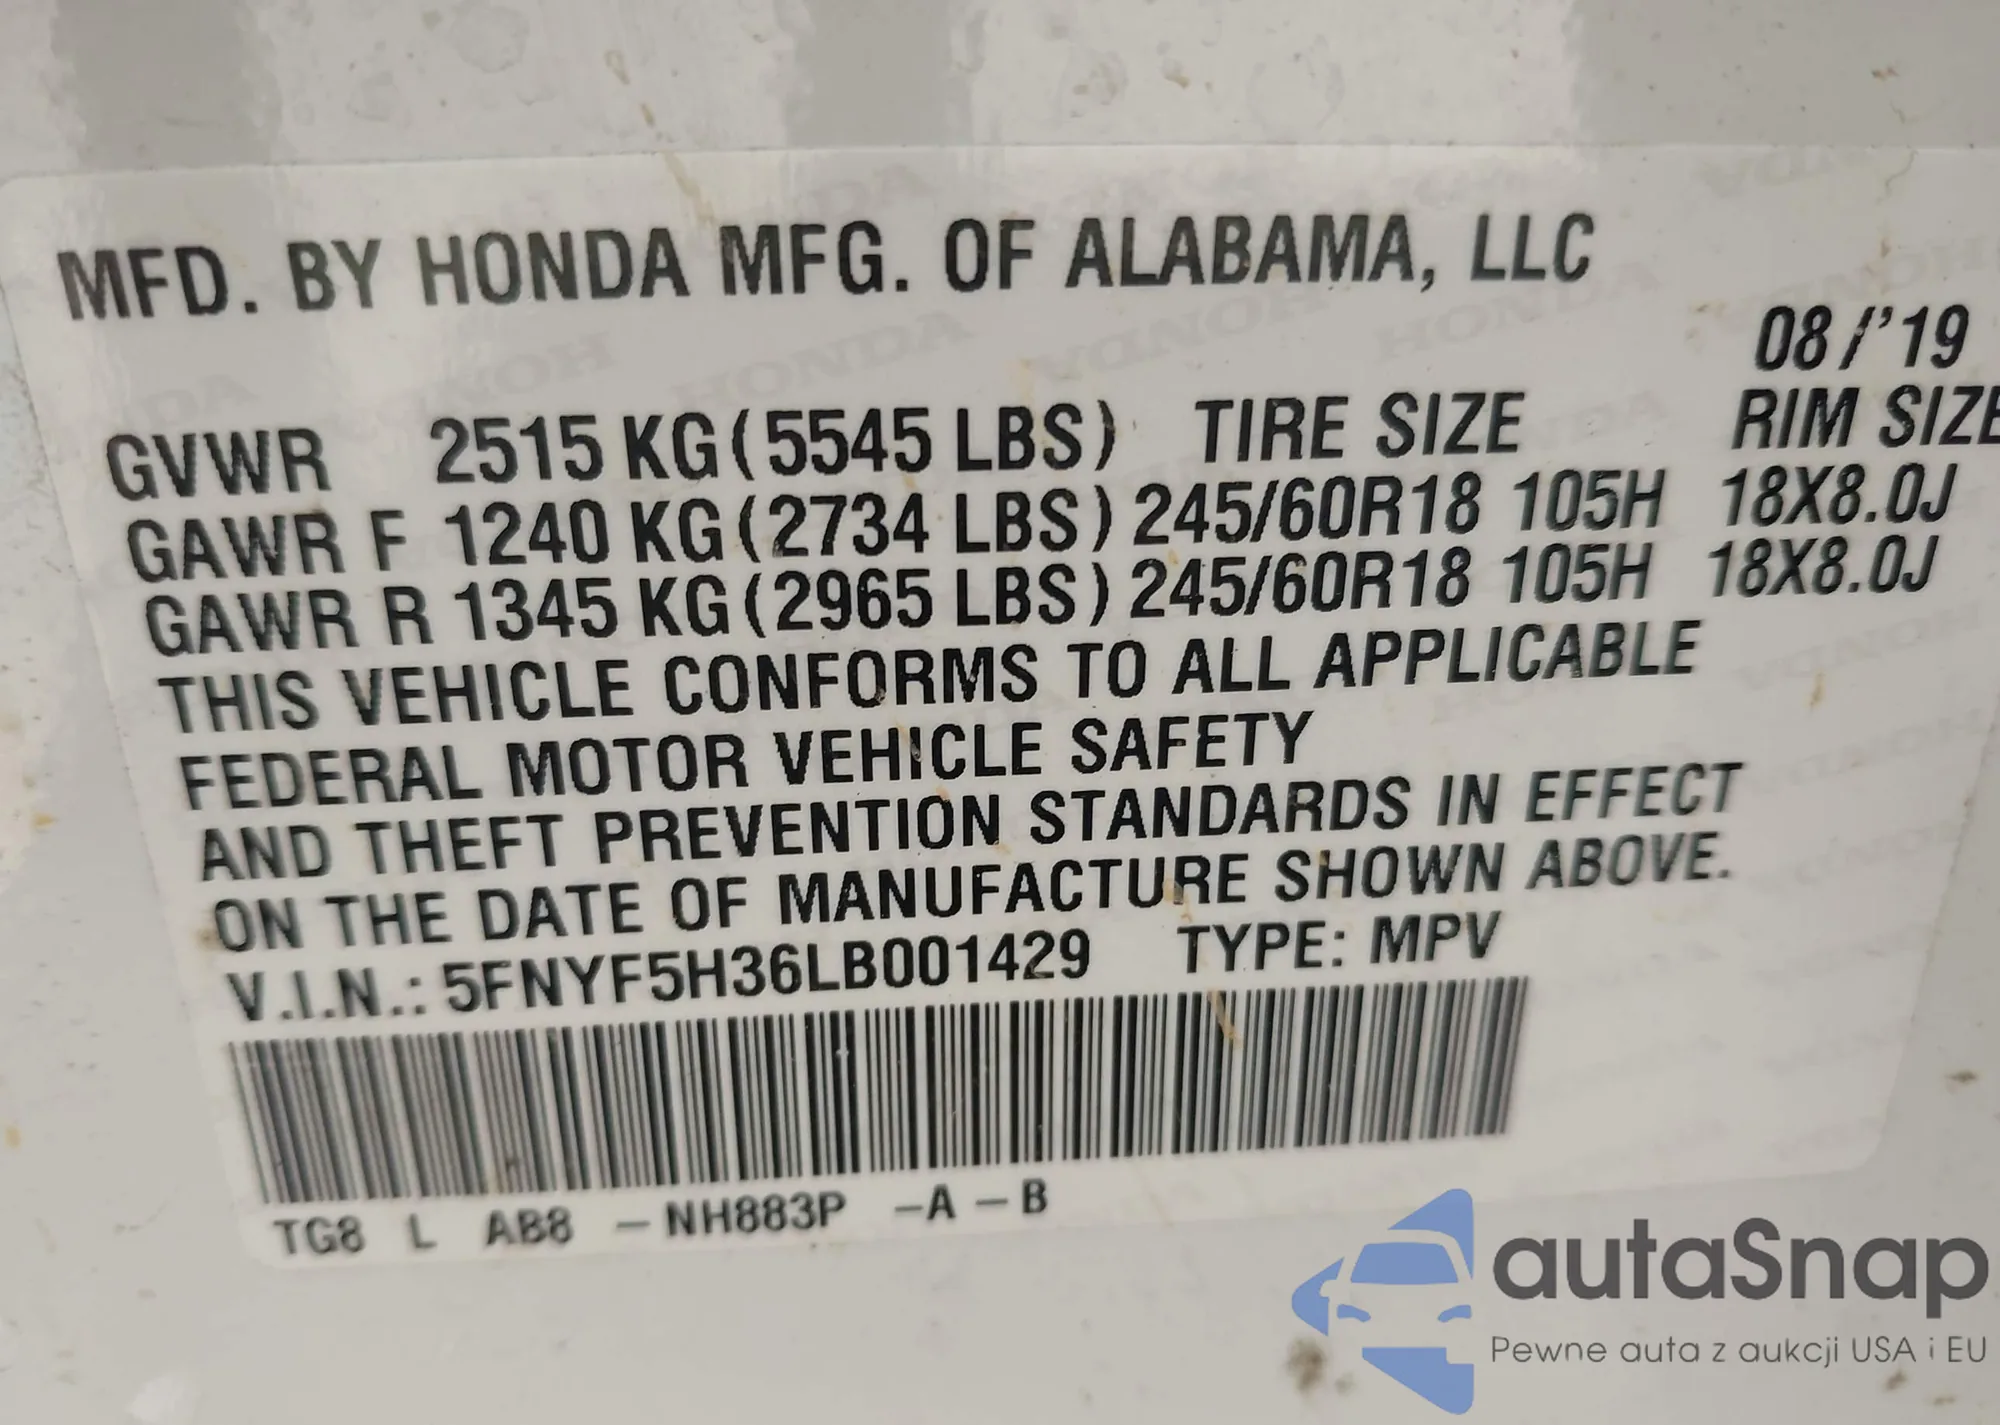 MFD. BY HONDA MFG. OF ALABAMA, LLC
08/'19
GVWR 2515 KG (5545 LBS) TIRE SIZE RIM SIZE
GAWR F 1240 KG (2734 LBS) 245/60R18 105H 18X8.0J
GAWR R 1345 KG (2965 LBS) 245/60R18 105H 18X8.0J
THIS VEHICLE CONFORMS TO ALL APPLICABLE
FEDERAL MOTOR VEHICLE SAFETY
AND THEFT PREVENTION STANDARDS IN EFFECT
ON THE DATE OF MANUFACTURE SHOWN ABOVE.
V.I.N.: 5FNYF5H36LB001429 TYPE: MPV
TG8 L AB8 – NH883P –A – B
autaSnap
Pewne auta z aukcji USA i EU